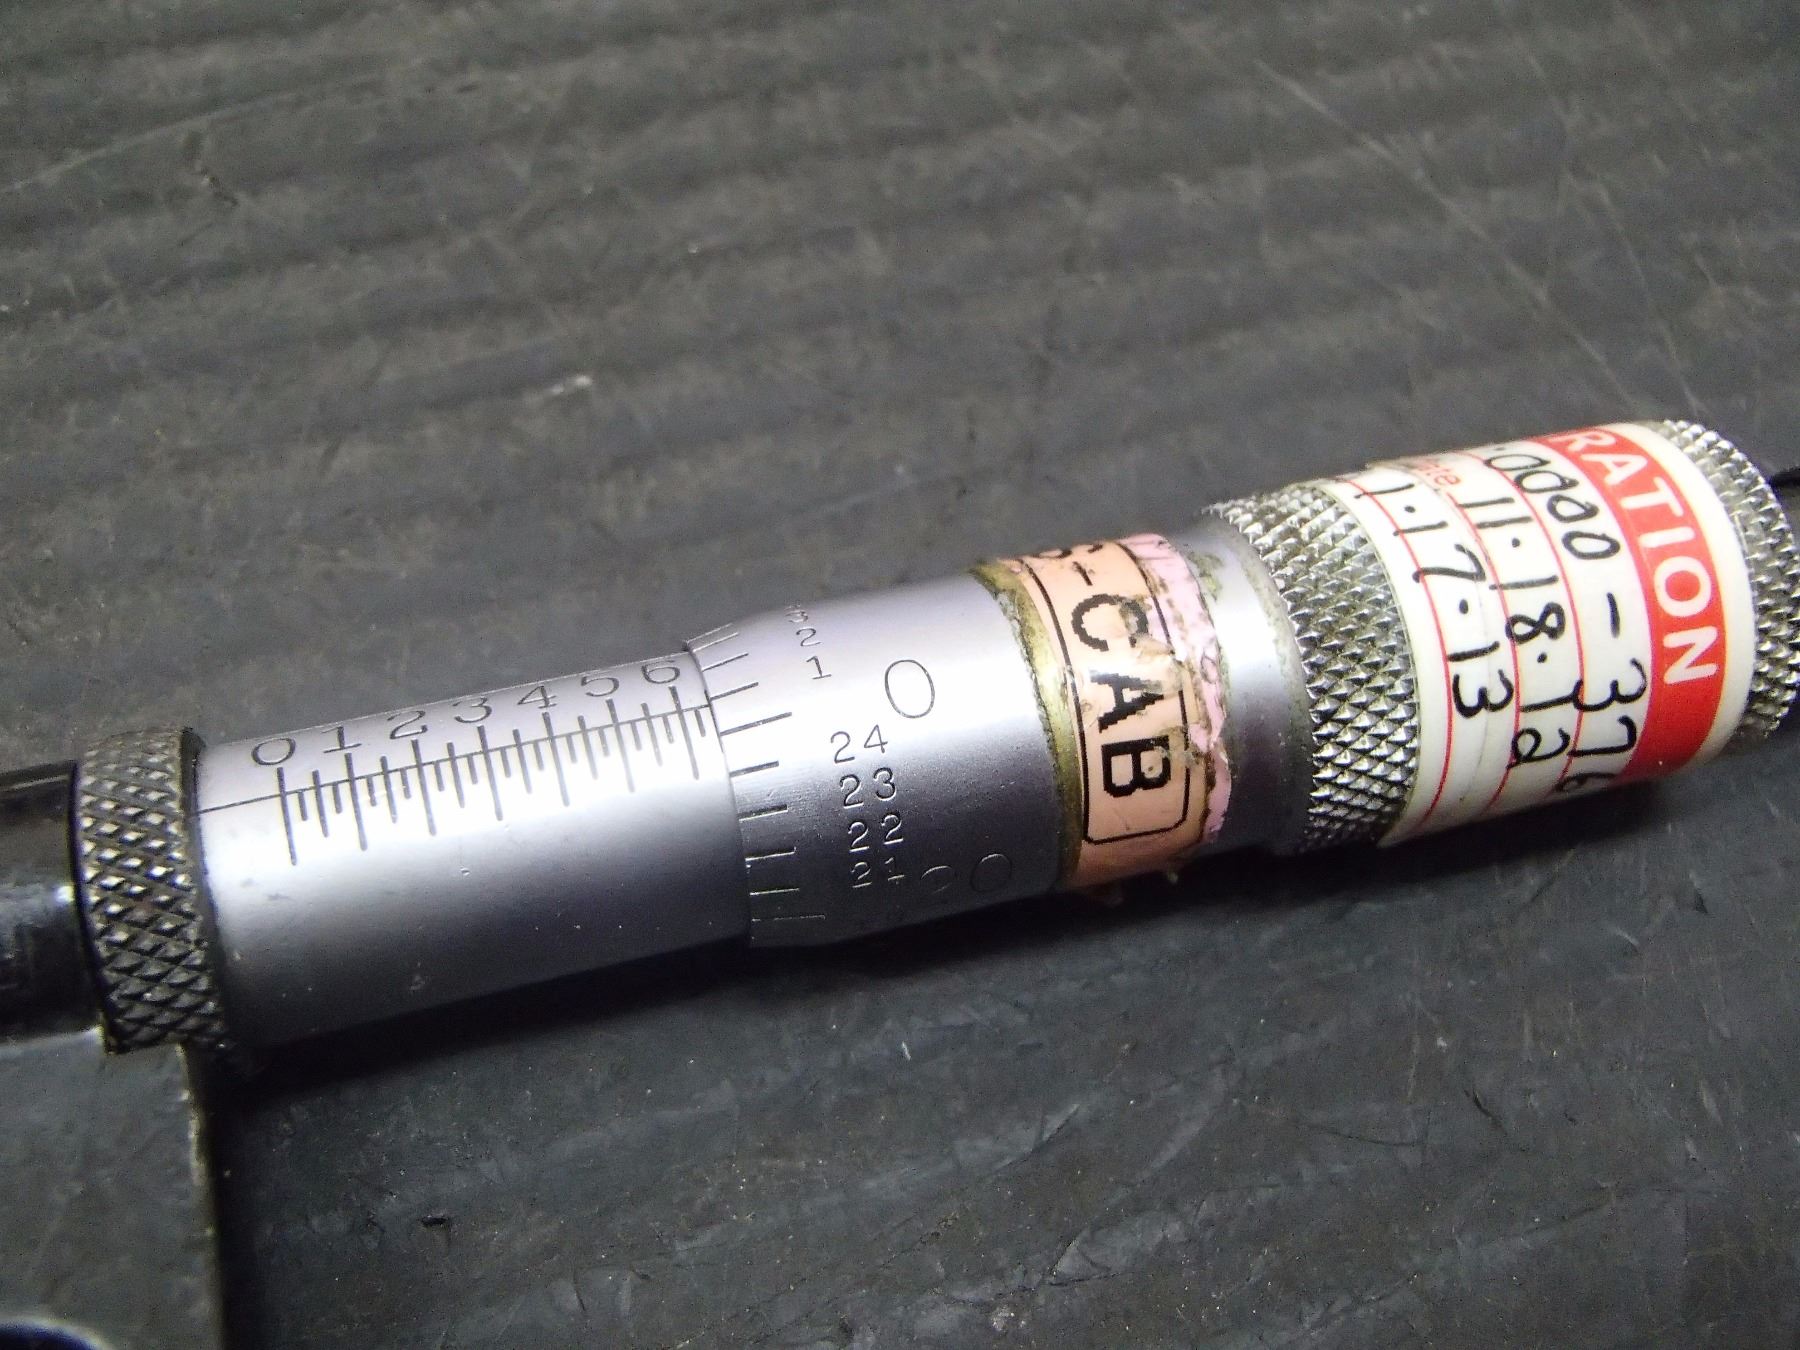 0 1 2 3 4 5 6
3
2
1
0
24
23
22
21
S-CAB
RATION
.0000-376
ate 11.18.12
11.17.13